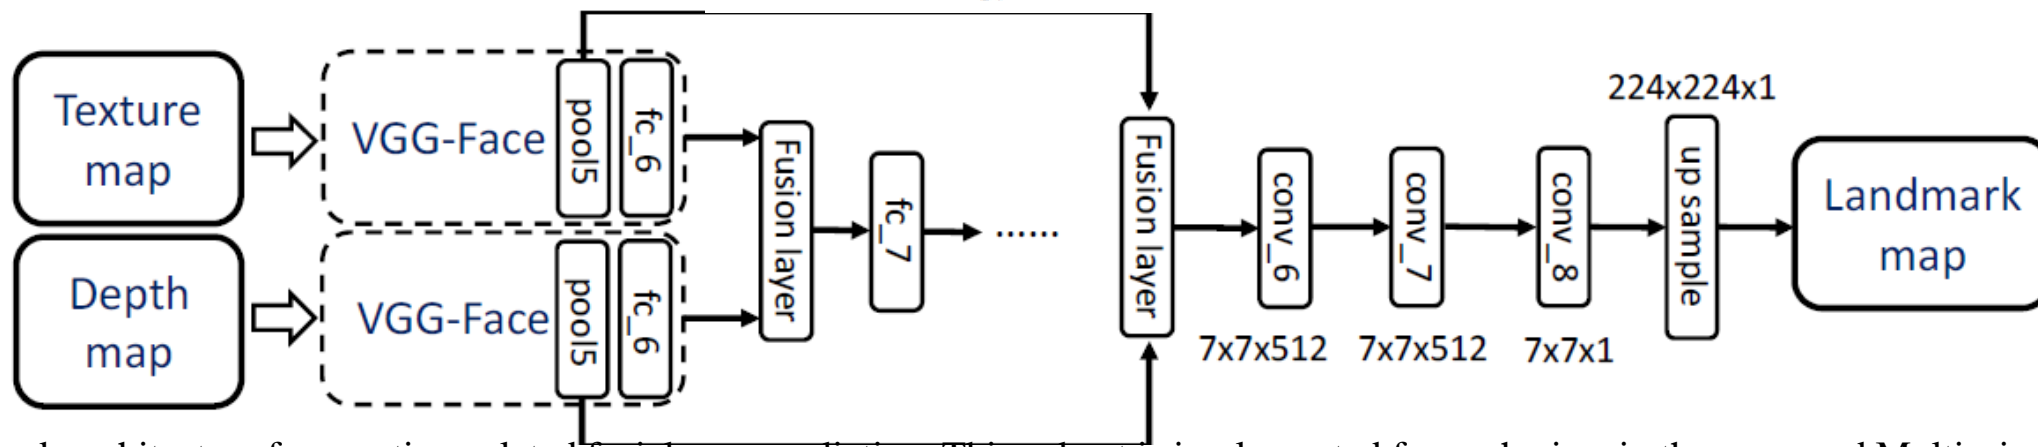 Texture
map
VGG-Face
pool5
fc_6
Depth
map
VGG-Face
pool5
fc_6
Fusion layer
fc_7
......
Fusion layer
conv_6
7x7x512
conv_7
7x7x512
conv_8
7x7x1
224x224x1
up sample
Landmark
map